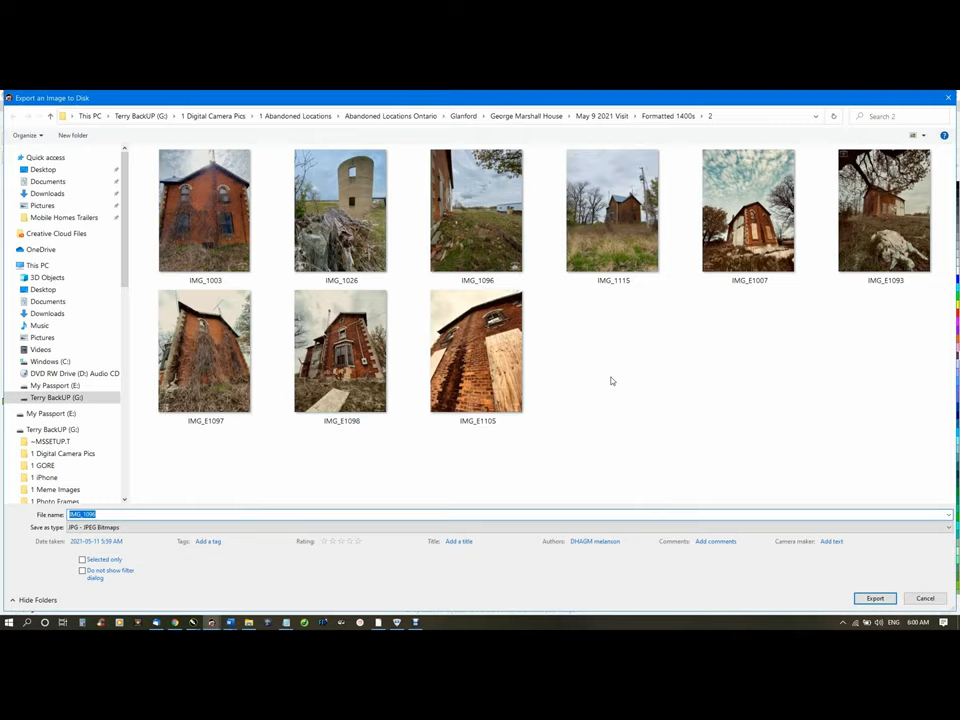 Export an Image to Disk
This PC > Terry BackUP (G:) > 1 Digital Camera Pics > 1 Abandoned Locations > Abandoned Locations Ontario > Glanford > George Marshall House > May 9 2021 Visit > Formatted 1400s > 2
Search 2
Organize
New folder
Quick access
Desktop
Documents
Downloads
Pictures
Mobile Homes Trailers
Creative Cloud Files
OneDrive
This PC
3D Objects
Desktop
Documents
Downloads
Music
Pictures
Videos
Windows (C:)
DVD RW Drive (D:) Audio CD
My Passport (E:)
Terry BackUP (G:)
My Passport (E:)
Terry BackUP (G:)
~MSSETUP.T
1 Digital Camera Pics
1 GORE
1 iPhone
1 Meme Images
1 Photo Frames
IMG_1003
IMG_1026
IMG_1096
IMG_1115
IMG_E1007
IMG_E1093
IMG_E1097
IMG_E1098
IMG_E1105
File name: IMG_1096
Save as type: JPG - JPEG Bitmaps
Date taken: 2021-05-11 5:39 AM
Tags: Add a tag
Rating:
Title: Add a title
Authors: DHAGM melanson
Comments: Add comments
Camera maker: Add text
Selected only
Do not show filter
dialog
Hide Folders
Export
Cancel
ENG
8:00 AM